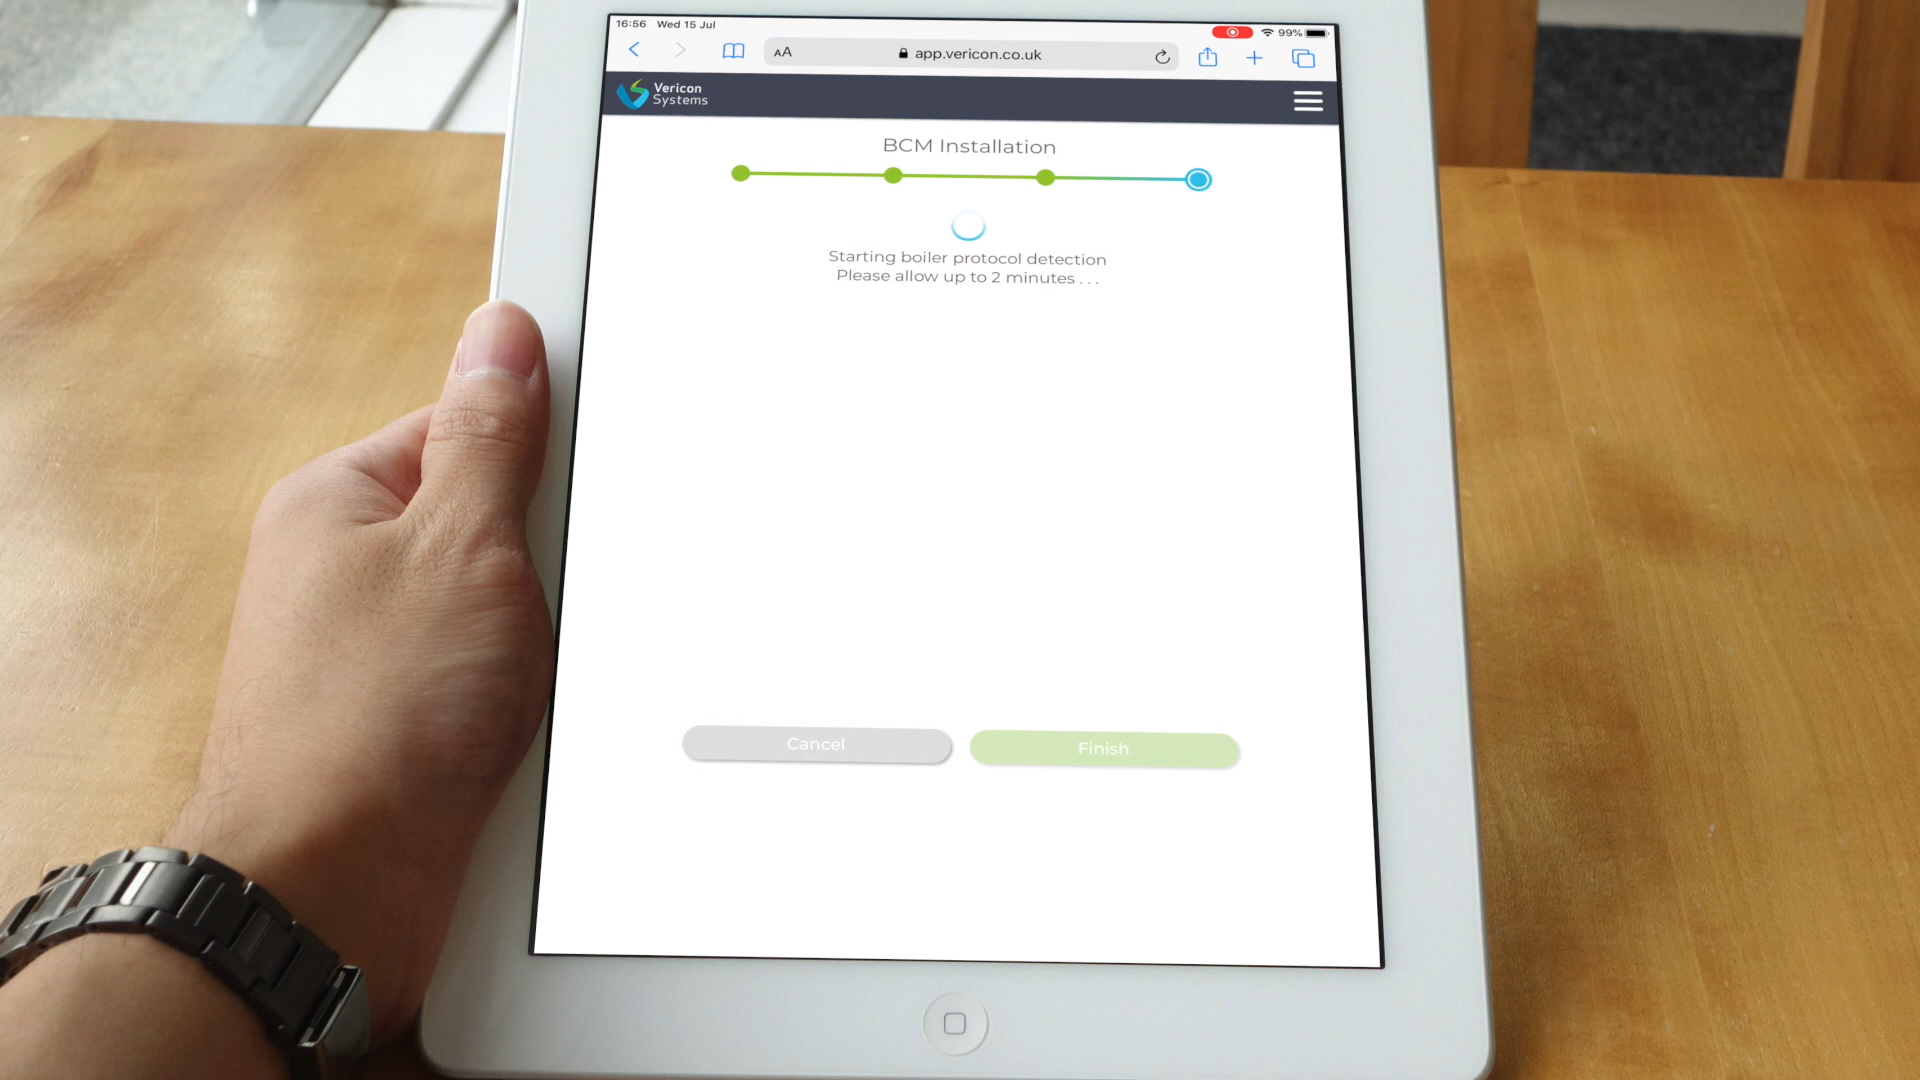 16:56 Wed 15 Jul
99%
AA
app.vericon.co.uk
Vericon
Systems
BCM Installation
Starting boiler protocol detection
Please allow up to 2 minutes . . .
Cancel
Finish